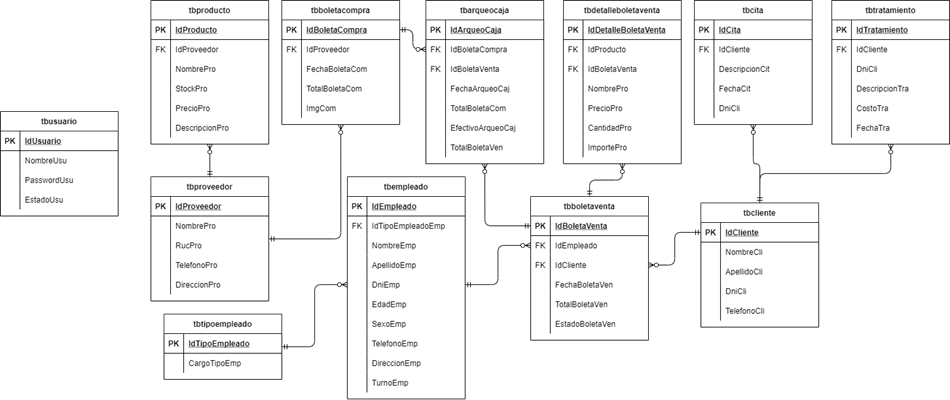 tbproducto
PK IdProducto
FK IdProveedor
NombrePro
StockPro
PrecioPro
DescripcionPro
tbboletacompra
PK IdBoletaCompra
FK IdProveedor
FechaBoletaCom
TotalBoletaCom
ImgCom
tbarqueocaja
PK IdArqueoCaja
FK IdBoletaCompra
FK IdBoletaVenta
FechaArqueoCaj
TotalBoletaCom
EfectivoArqueoCaj
TotalBoletaVen
tbdetalleboletaventa
PK IdDetalleBoletaVenta
FK IdProducto
FK IdBoletaVenta
NombrePro
PrecioPro
CantidadPro
ImportePro
tbcita
PK IdCita
FK IdCliente
DescripcionCit
FechaCit
DniCli
tbtratamiento
PK IdTratamiento
FK IdCliente
DniCli
DescripcionTra
CostoTra
FechaTra
tbusuario
PK IdUsuario
NombreUsu
PasswordUsu
EstadoUsu
tbproveedor
PK IdProveedor
NombrePro
RucPro
TelefonoPro
DireccionPro
tbempleado
PK IdEmpleado
FK IdTipoEmpleadoEmp
NombreEmp
ApellidoEmp
DniEmp
EdadEmp
SexoEmp
TelefonoEmp
DireccionEmp
TurnoEmp
tbboletaventa
PK IdBoletaVenta
FK IdEmpleado
FK IdCliente
FechaBoletaVen
TotalBoletaVen
EstadoBoletaVen
tbcliente
PK IdCliente
NombreCli
ApellidoCli
DniCli
TelefonoCli
tbtipoempleado
PK IdTipoEmpleado
CargoTipoEmp